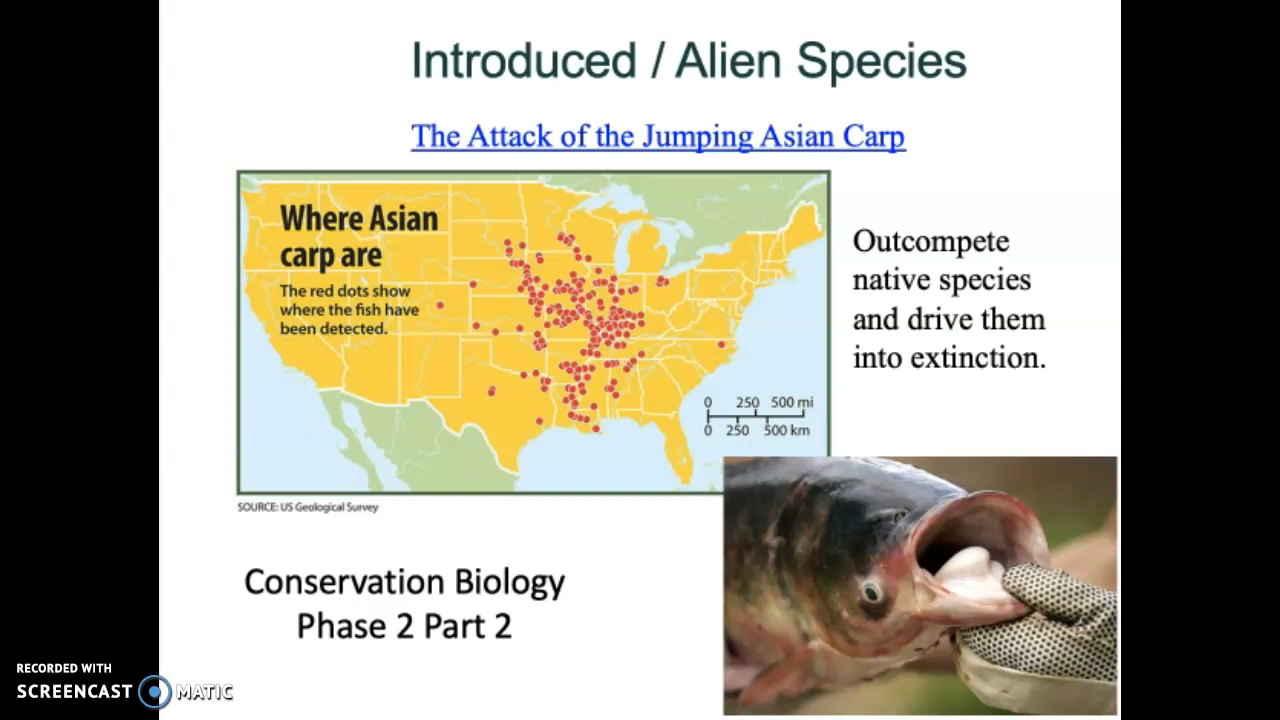 Introduced / Alien Species
The Attack of the Jumping Asian Carp
Where Asian
carp are
The red dots show
where the fish have
been detected.
0 250 500 mi
0 250 500 km
Outcompete
native species
and drive them
into extinction.
SOURCE: US Geological Survey
Conservation Biology
Phase 2 Part 2
RECORDED WITH
SCREENCAST MATIC